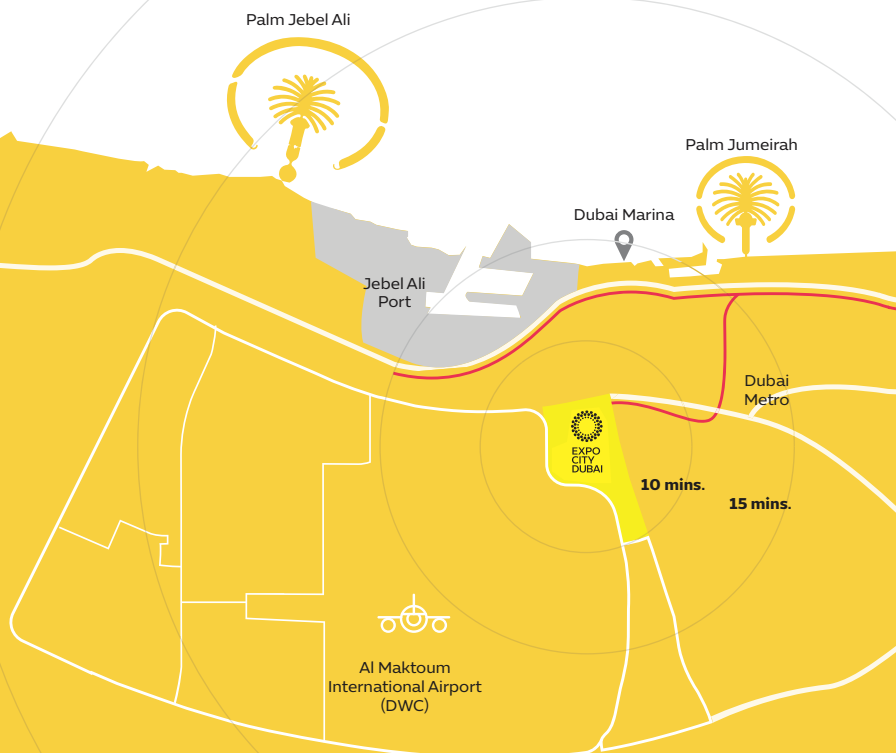 Palm Jebel Ali
Palm Jumeirah
Dubai Marina
Jebel Ali
Port
Dubai
Metro
EXPO
CITY
DUBAI
10 mins.
15 mins.
Al Maktoum
International Airport
(DWC)